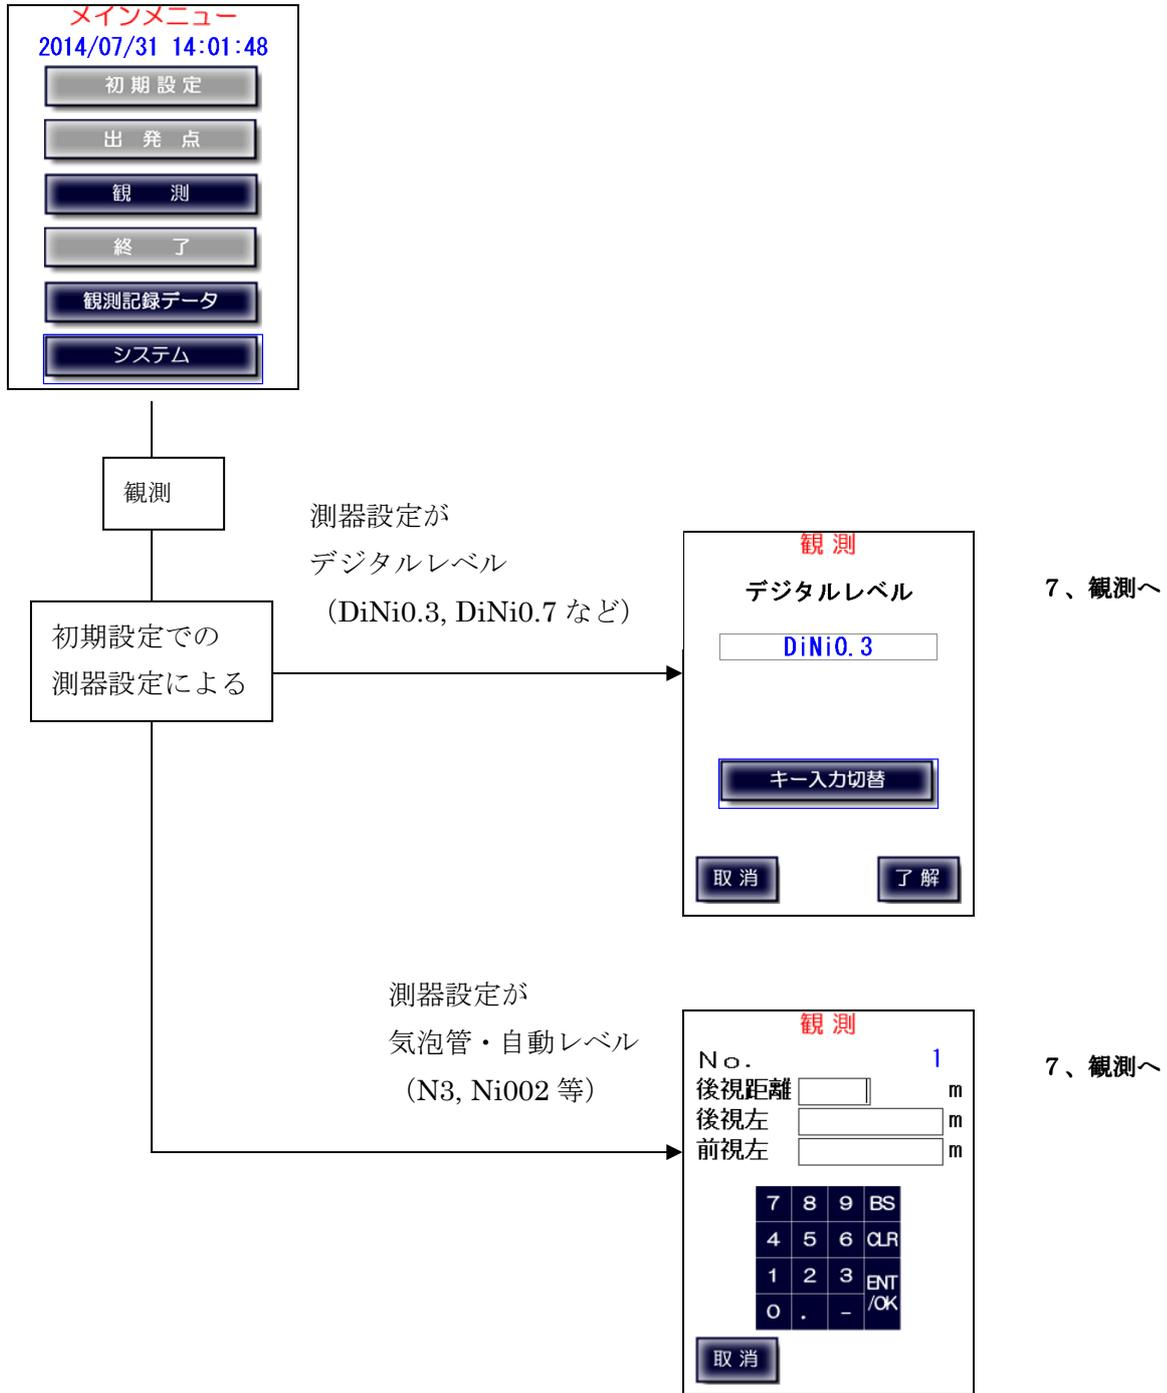 メインメニュー
2014/07/31 14:01:48
初 期 設 定
出　発　点
観　　測
終　　了
観測記録データ
システム
観測
初期設定での
測器設定による
測器設定が
デジタルレベル
（DiNi0.3, DiNi0.7 など）
観 測
デジタルレベル
DiNi0.3
キー入力切替
取 消　了 解
7、観測へ
測器設定が
気泡管・自動レベル
（N3, Ni002 等）
観 測
No.　1
後視距離　m
後視左　m
前視左　m
7 8 9 BS
4 5 6 CLR
1 2 3 ENT
0 . − /OK
取 消
7、観測へ